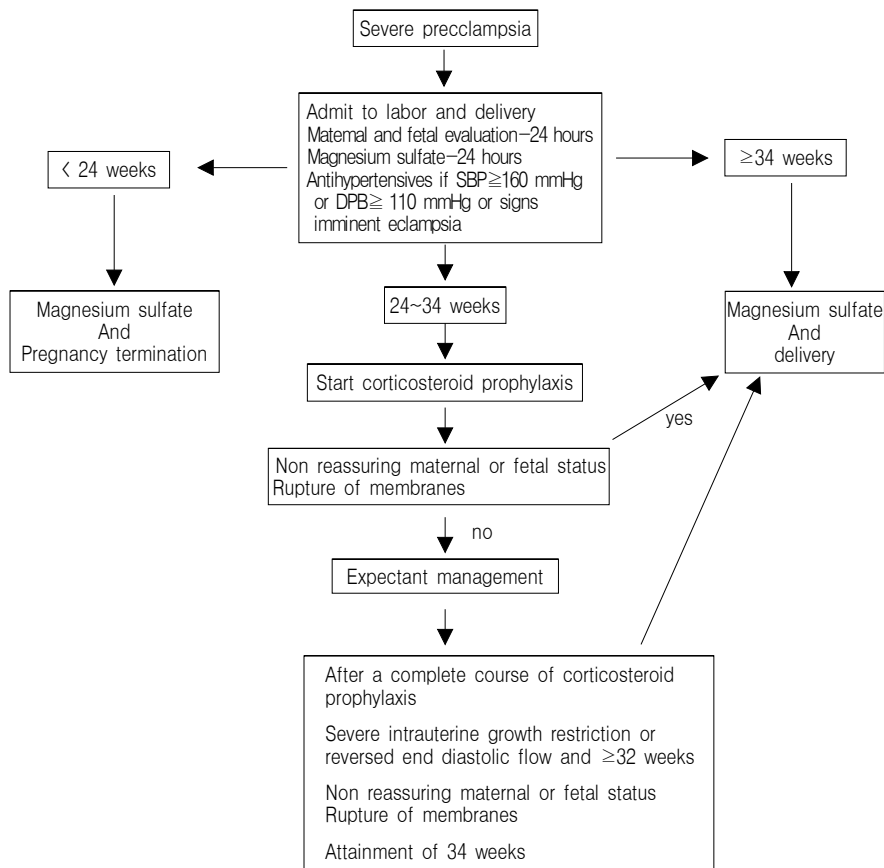 Severe precclampsia
Admit to labor and delivery
Maternal and fetal evaluation−24 hours
Magnesium sulfate−24 hours
Antihypertensives if SBP≧160 mmHg
or DPB≧ 110 mmHg or signs
imminent eclampsia
< 24 weeks
≥34 weeks
Magnesium sulfate
And
Pregnancy termination
24~34 weeks
Magnesium sulfate
And
delivery
Start corticosteroid prophylaxis
yes
Non reassuring maternal or fetal status
Rupture of membranes
no
Expectant management
After a complete course of corticosteroid
prophylaxis
Severe intrauterine growth restriction or
reversed end diastolic flow and ≥32 weeks
Non reassuring maternal or fetal status
Rupture of membranes
Attainment of 34 weeks